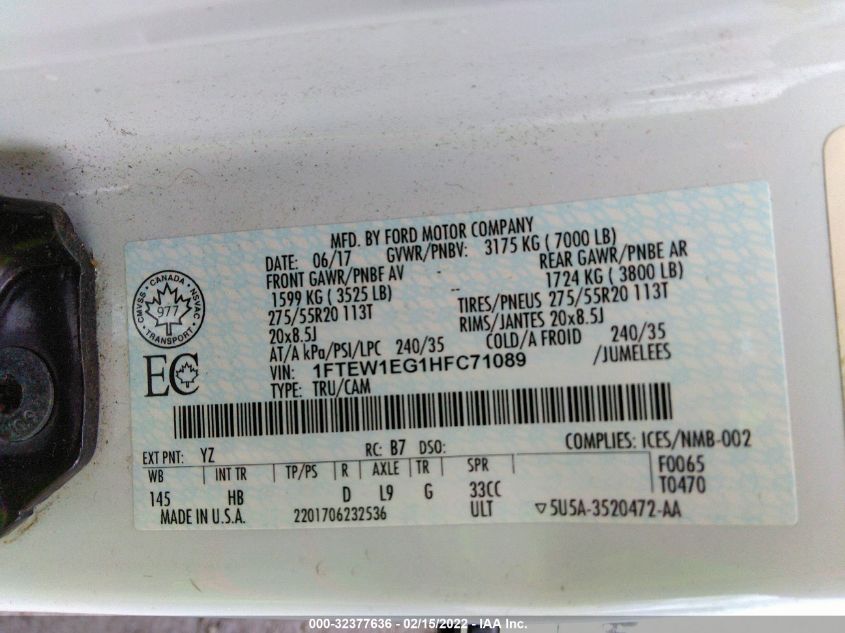 MFD. BY FORD MOTOR COMPANY
DATE: 06/17 GVWR/PNBV: 3175 KG ( 7000 LB)
FRONT GAWR/PNBF AV - REAR GAWR/PNBE AR
1599 KG ( 3525 LB) - 1724 KG ( 3800 LB)
275/55R20 113T TIRES/PNEUS 275/55R20 113T
20x8.5J RIMS/JANTES 20x8.5J
AT/A kPa/PSI/LPC 240/35 COLD/A FROID 240/35
VIN: 1FTEW1EG1HFC71089 /JUMELEES
TYPE: TRU/CAM
CANADA
CMVSS NSVAC
977
TRANSPORT
EC
EXT PNT: YZ RC: B7 DSO: COMPLIES: ICES/NMB-002
WB INT TR TP/PS R AXLE TR SPR F0065
145 HB D L9 G 33CC T0470
MADE IN U.S.A. 2201706232536 ULT ▽5U5A-3520472-AA
000-32377636 - 02/15/2022 - IAA Inc.